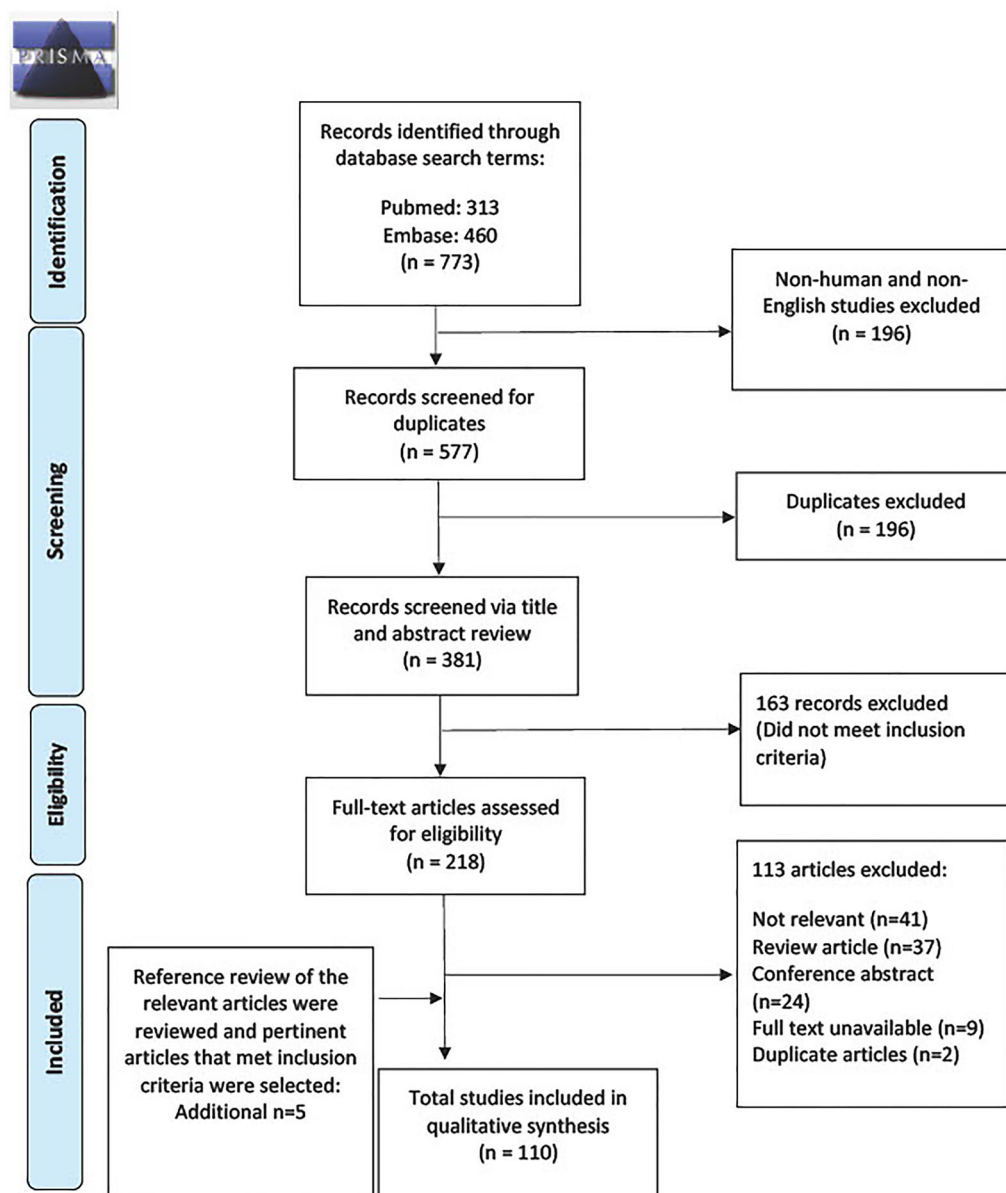 PRISMA
Identification
Records identified through
database search terms:
Pubmed: 313
Embase: 460
(n = 773)
Non-human and non-
English studies excluded
(n = 196)
Screening
Records screened for
duplicates
(n = 577)
Duplicates excluded
(n = 196)
Records screened via title
and abstract review
(n = 381)
163 records excluded
(Did not meet inclusion
criteria)
Eligibility
Full-text articles assessed
for eligibility
(n = 218)
113 articles excluded:
Not relevant (n=41)
Review article (n=37)
Conference abstract
(n=24)
Full text unavailable (n=9)
Duplicate articles (n=2)
Included
Reference review of the
relevant articles were
reviewed and pertinent
articles that met inclusion
criteria were selected:
Additional n=5
Total studies included in
qualitative synthesis
(n = 110)